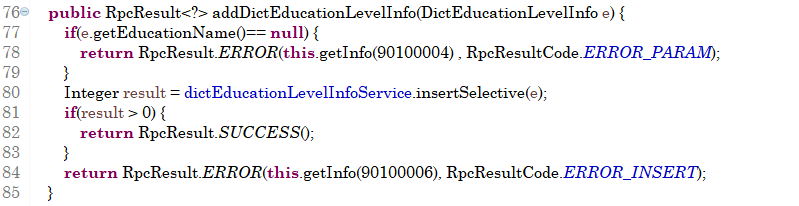 76 public RpcResult<?> addDictEducationLevelInfo(DictEducationLevelInfo e) {
77 if(e.getEducationName()== null) {
78 return RpcResult.ERROR(this.getInfo(90100004) , RpcResultCode.ERROR_PARAM);
79 }
80 Integer result = dictEducationLevelInfoService.insertSelective(e);
81 if(result > 0) {
82 return RpcResult.SUCCESS();
83 }
84 return RpcResult.ERROR(this.getInfo(90100006), RpcResultCode.ERROR_INSERT);
85 }